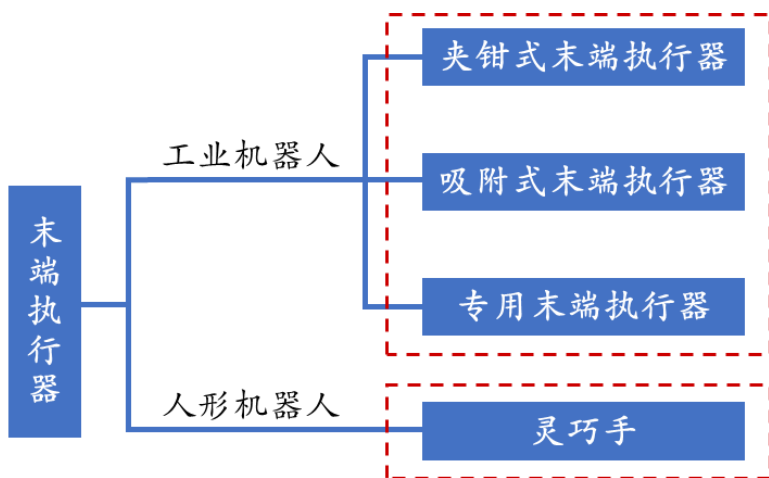 夹钳式末端执行器
工业机器人
吸附式末端执行器
末端执行器
专用末端执行器
人形机器人
灵巧手